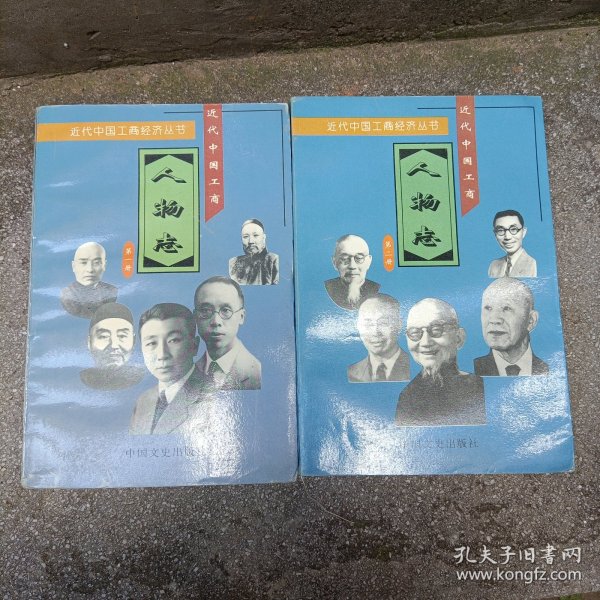 近代中国工商经济丛书
近代中国工商
人物志
第一册
中国文史出版
近代中国工商经济丛书
近代中国工商
人物志
第二册
中国文史出版社
孔夫子旧书网
www.kongfz.com